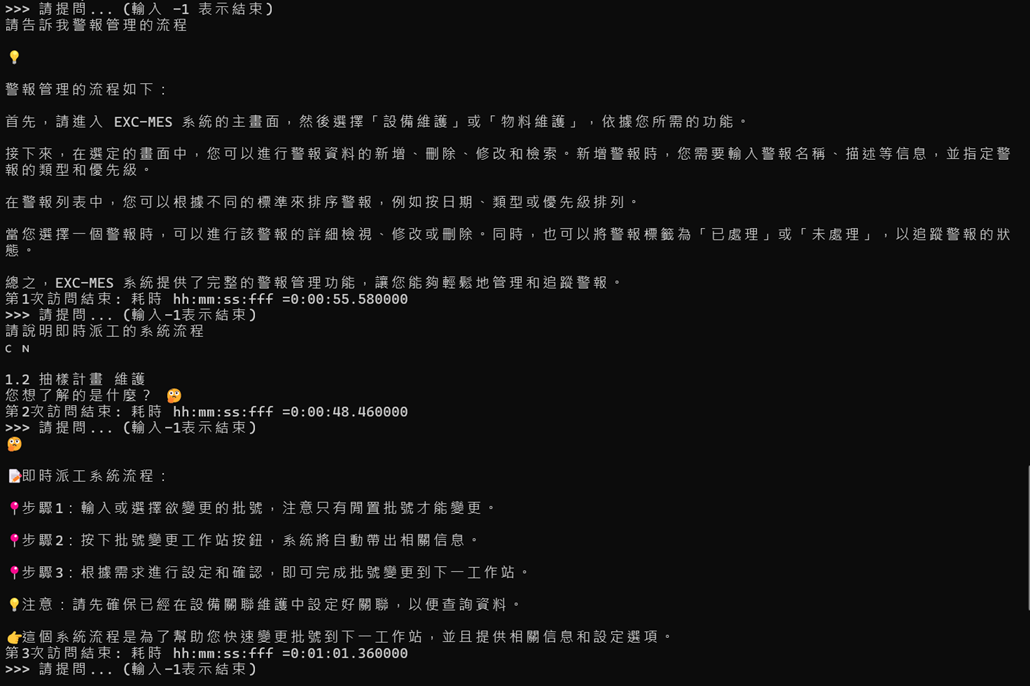 >>> 請提問... (輸入 -1 表示結束)
請告訴我警報管理的流程
💡
警報管理的流程如下：
首先，請進入 EXC-MES 系統的主畫面，然後選擇「設備維護」或「物料維護」，依據您所需的功能。
接下來，在選定的畫面中，您可以進行警報資料的新增、刪除、修改和檢索。新增警報時，您需要輸入警報名稱、描述等信息，並指定警
報的類型和優先級。
在警報列表中，您可以根據不同的標準來排序警報，例如按日期、類型或優先級排列。
當您選擇一個警報時，可以進行該警報的詳細檢視、修改或刪除。同時，也可以將警報標籤為「已處理」或「未處理」，以追蹤警報的狀
態。
總之，EXC-MES 系統提供了完整的警報管理功能，讓您能夠輕鬆地管理和追蹤警報。
第1次訪問結束: 耗時 hh:mm:ss:fff =0:00:55.580000
>>> 請提問... (輸入-1表示結束)
請說明即時派工的系統流程
C N
1.2 抽樣計畫 維護
您想了解的是什麼？ 🤔
第2次訪問結束: 耗時 hh:mm:ss:fff =0:00:48.460000
>>> 請提問... (輸入-1表示結束)
🤔
📝即時派工系統流程：
📍步驟1：輸入或選擇欲變更的批號，注意只有閒置批號才能變更。
📍步驟2：按下批號變更工作站按鈕，系統將自動帶出相關信息。
📍步驟3：根據需求進行設定和確認，即可完成批號變更到下一工作站。
💡注意：請先確保已經在設備關聯維護中設定好關聯，以便查詢資料。
👉這個系統流程是為了幫助您快速變更批號到下一工作站，並且提供相關信息和設定選項。
第3次訪問結束: 耗時 hh:mm:ss:fff =0:01:01.360000
>>> 請提問... (輸入-1表示結束)